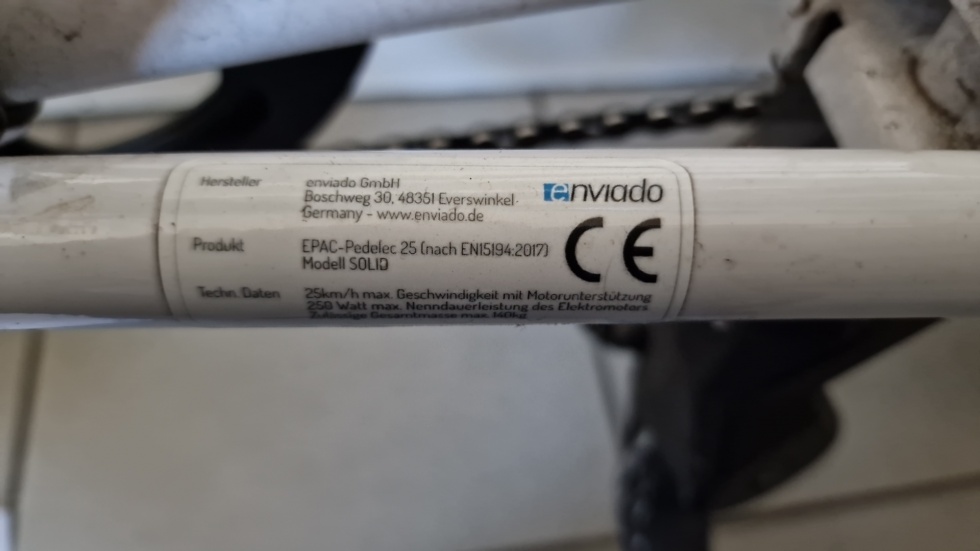 Hersteller enviado GmbH
Boschweg 30, 48351 Everswinkel
Germany - www.enviado.de
enviado
Produkt EPAC-Pedelec 25 (nach EN15194:2017)
Modell SOLID
CE
Techn. Daten 25km/h max. Geschwindigkeit mit Motorunterstützung
250 Watt max. Nenndauerleistung des Elektromotors
Zulässige Gesamtmasse max. 140kg